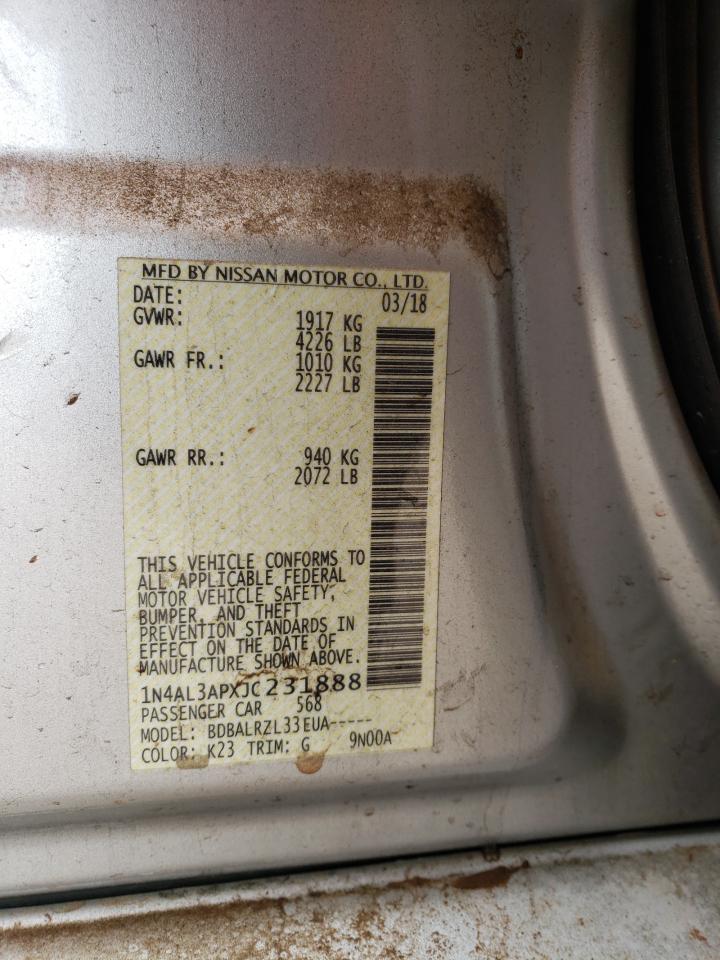 MFD BY NISSAN MOTOR CO., LTD.
DATE: 03/18
GVWR: 1917 KG
4226 LB
GAWR FR.: 1010 KG
2227 LB
GAWR RR.: 940 KG
2072 LB
THIS VEHICLE CONFORMS TO
ALL APPLICABLE FEDERAL
MOTOR VEHICLE SAFETY,
BUMPER, AND THEFT
PREVENTION STANDARDS IN
EFFECT ON THE DATE OF
MANUFACTURE SHOWN ABOVE.
1N4AL3APXJC231888
PASSENGER CAR 568
MODEL: BDBALRZL33EUA-----
COLOR: K23 TRIM: G 9N00A